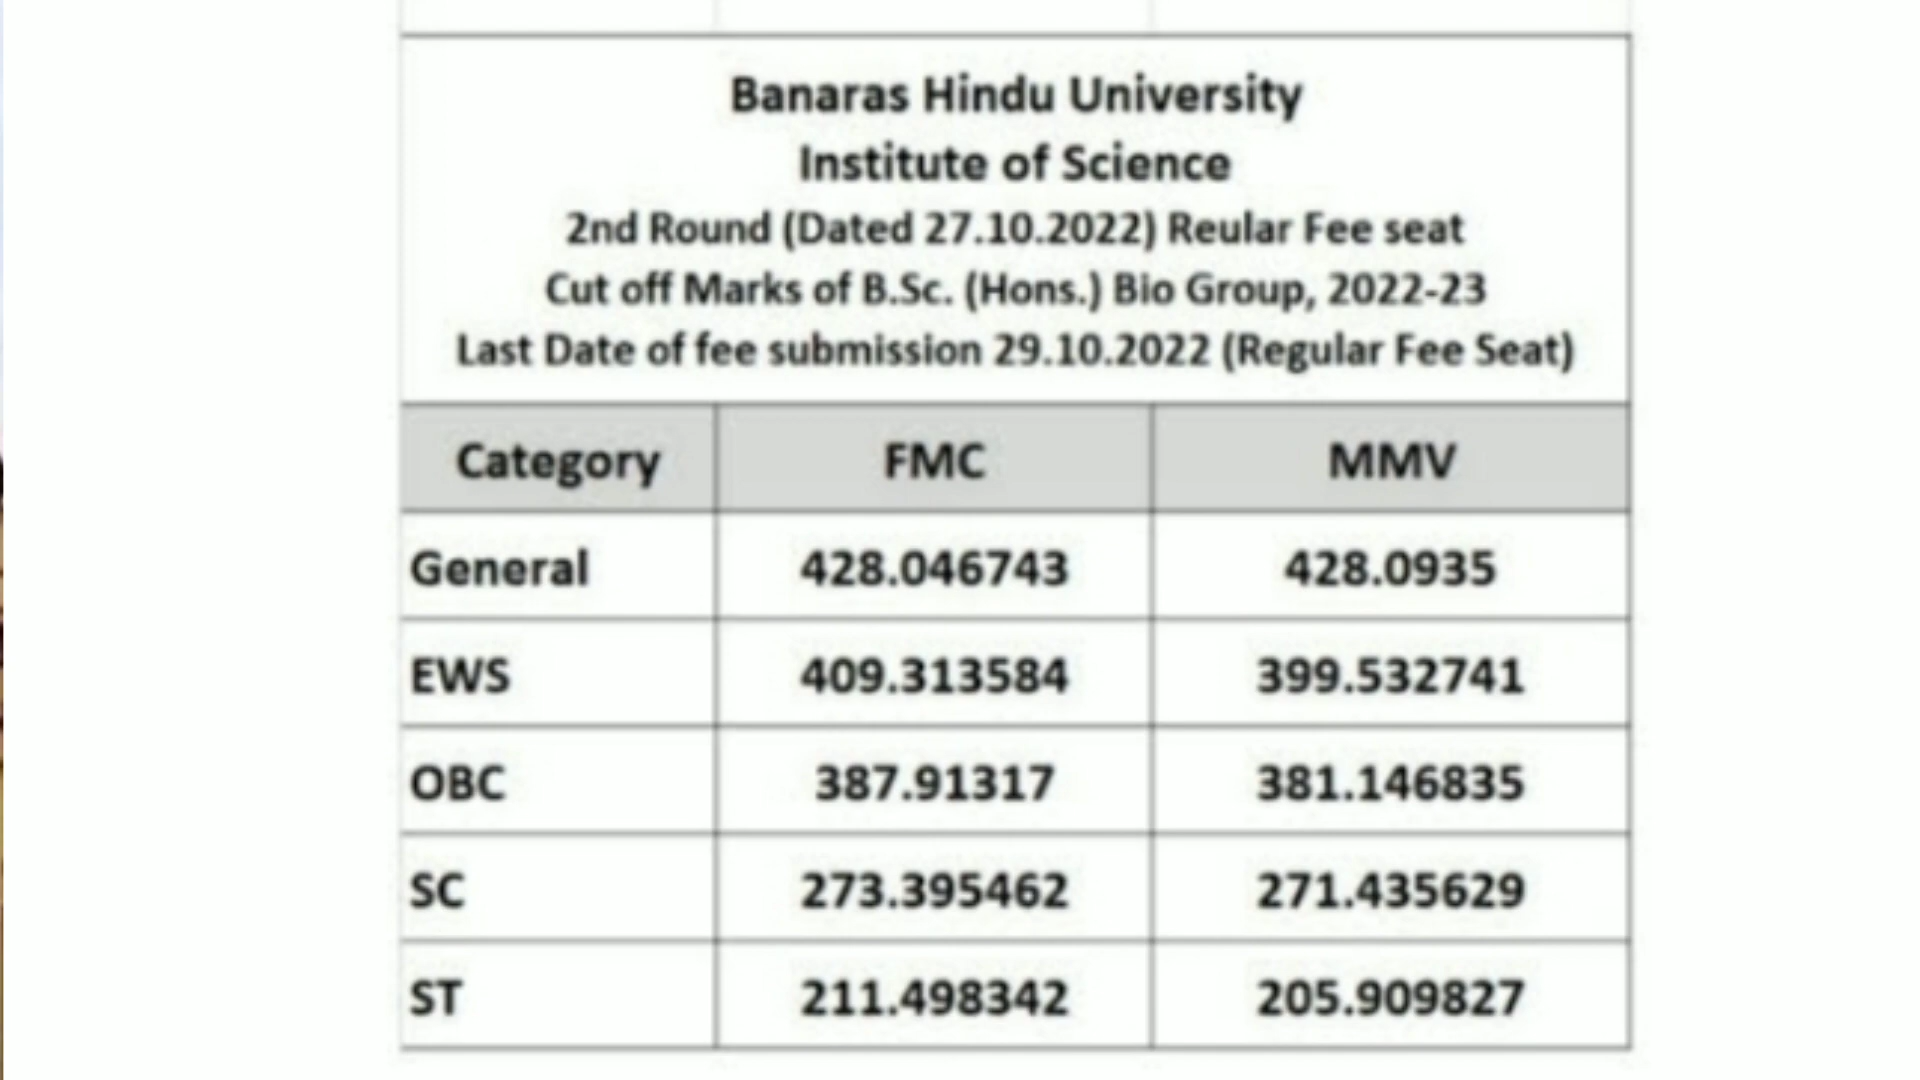 Banaras Hindu University
Institute of Science
2nd Round (Dated 27.10.2022) Reular Fee seat
Cut off Marks of B.Sc. (Hons.) Bio Group, 2022-23
Last Date of fee submission 29.10.2022 (Regular Fee Seat)
Category FMC MMV
General 428.046743 428.0935
EWS 409.313584 399.532741
OBC 387.91317 381.146835
SC 273.395462 271.435629
ST 211.498342 205.909827